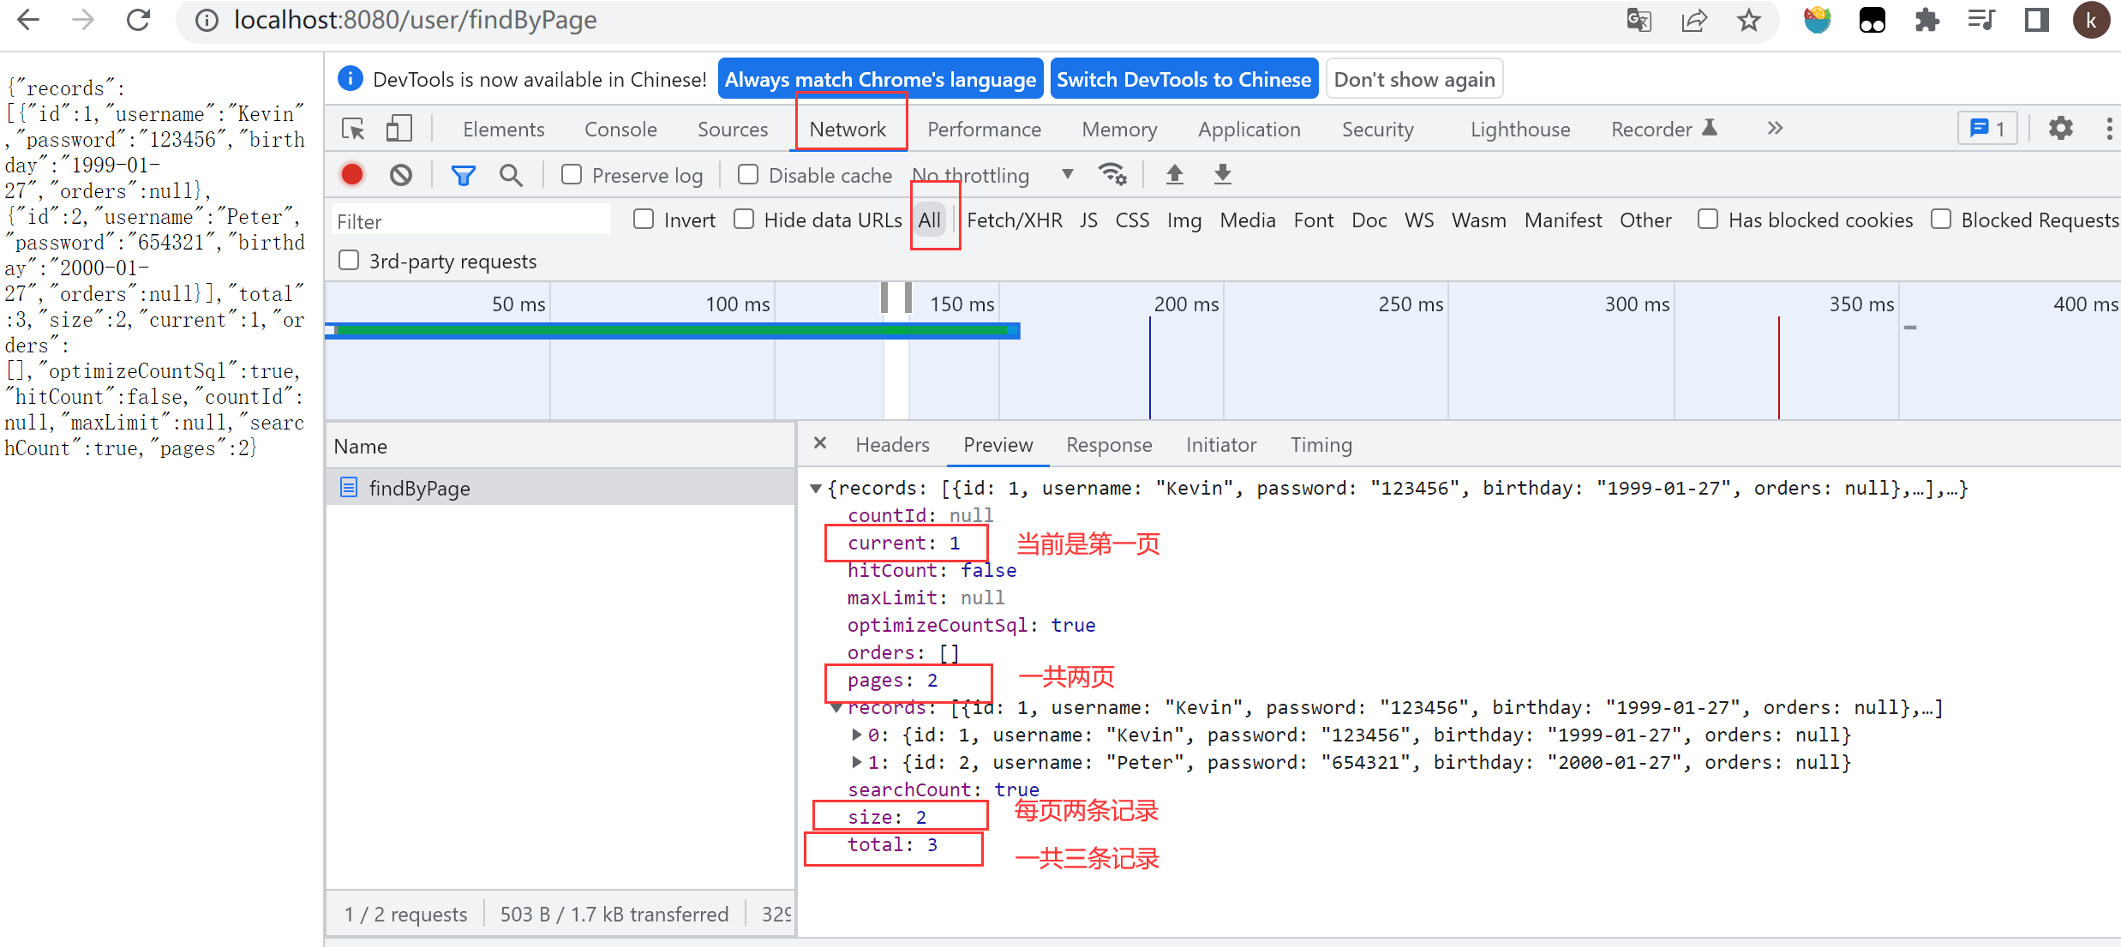 localhost:8080/user/findByPage
k
{"records":
[{"id":1,"username":"Kevin"
,"password":"123456","birth
day":"1999-01-
27","orders":null},
{"id":2,"username":"Peter",
"password":"654321","birthd
ay":"2000-01-
27","orders":null}],"total"
:3,"size":2,"current":1,"or
ders":
[],"optimizeCountSql":true,
"hitCount":false,"countId":
null,"maxLimit":null,"searc
hCount":true,"pages":2}
DevTools is now available in Chinese! Always match Chrome's language Switch DevTools to Chinese Don't show again
Elements Console Sources Network Performance Memory Application Security Lighthouse Recorder 1
Preserve log Disable cache No throttling
Filter Invert Hide data URLs All Fetch/XHR JS CSS Img Media Font Doc WS Wasm Manifest Other Has blocked cookies Blocked Requests
3rd-party requests
50 ms 100 ms 150 ms 200 ms 250 ms 300 ms 350 ms 400 ms
Name
findByPage
Headers Preview Response Initiator Timing
{records: [{id: 1, username: "Kevin", password: "123456", birthday: "1999-01-27", orders: null},…],…}
countId: null
current: 1 当前是第一页
hitCount: false
maxLimit: null
optimizeCountSql: true
orders: []
pages: 2 一共两页
records: [{id: 1, username: "Kevin", password: "123456", birthday: "1999-01-27", orders: null},…]
0: {id: 1, username: "Kevin", password: "123456", birthday: "1999-01-27", orders: null}
1: {id: 2, username: "Peter", password: "654321", birthday: "2000-01-27", orders: null}
searchCount: true
size: 2 每页两条记录
total: 3 一共三条记录
1 / 2 requests 503 B / 1.7 kB transferred 329